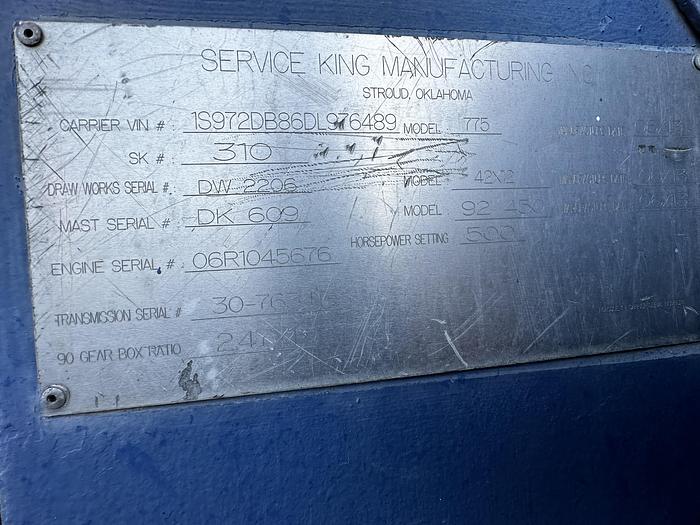 SERVICE KING MANUFACTURING INC
STROUD, OKLAHOMA
CARRIER VIN # : 1S972DB86DL976489 MODEL 775
SK # : 310
DRAW WORKS SERIAL #: DW 2206 MODEL 42X12
MAST SERIAL # : DK 609 MODEL 92 450
HORSEPOWER SETTING 500
ENGINE SERIAL # : 06R1045676
TRANSMISSION SERIAL #
90 GEAR BOX RATIO